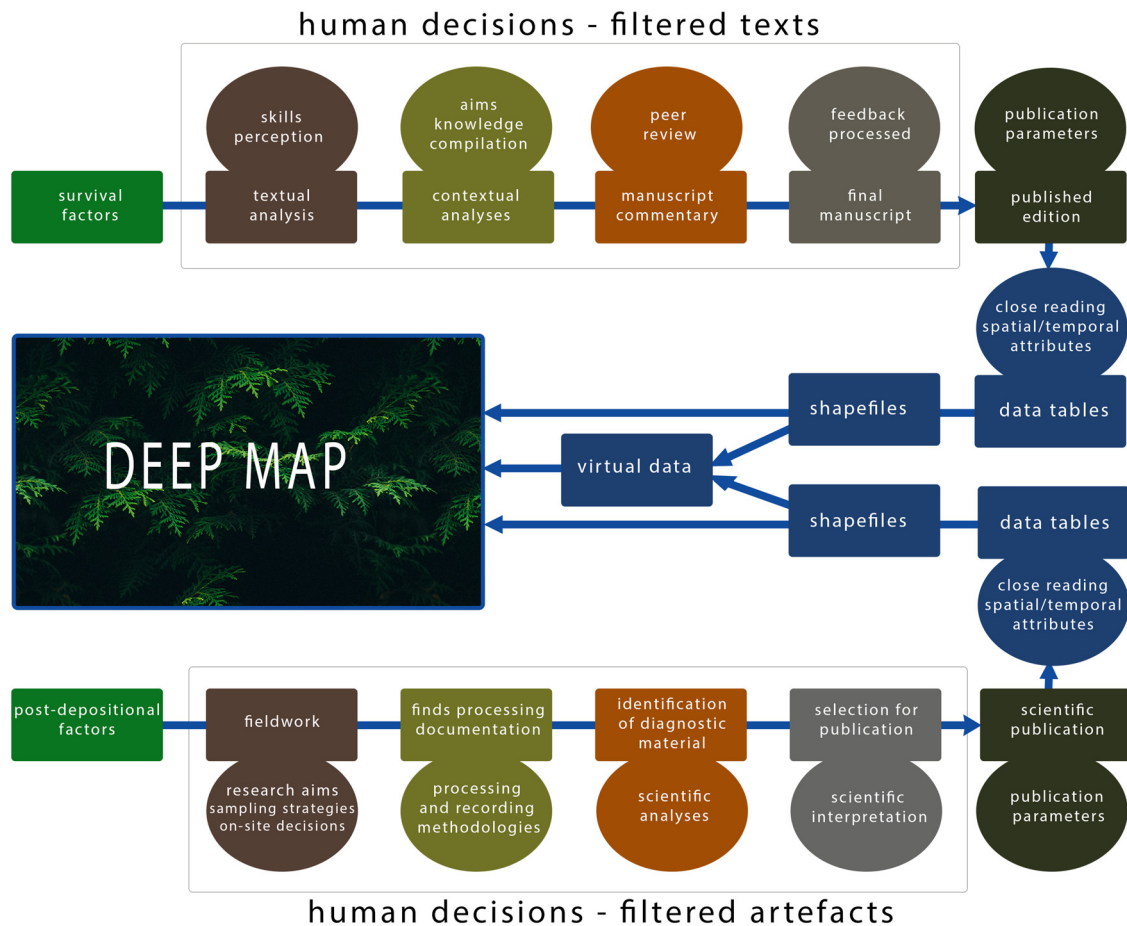 human decisions - filtered texts
skills
perception
aims
knowledge
compilation
peer
review
feedback
processed
publication
parameters
survival
factors
textual
analysis
contextual
analyses
manuscript
commentary
final
manuscript
published
edition
close reading
spatial/temporal
attributes
shapefiles
data tables
DEEP MAP
virtual data
shapefiles
data tables
close reading
spatial/temporal
attributes
post-depositional
factors
fieldwork
finds processing
documentation
identification
of diagnostic
material
selection for
publication
scientific
publication
research aims
sampling strategies
on-site decisions
processing
and recording
methodologies
scientific
analyses
scientific
interpretation
publication
parameters
human decisions - filtered artefacts